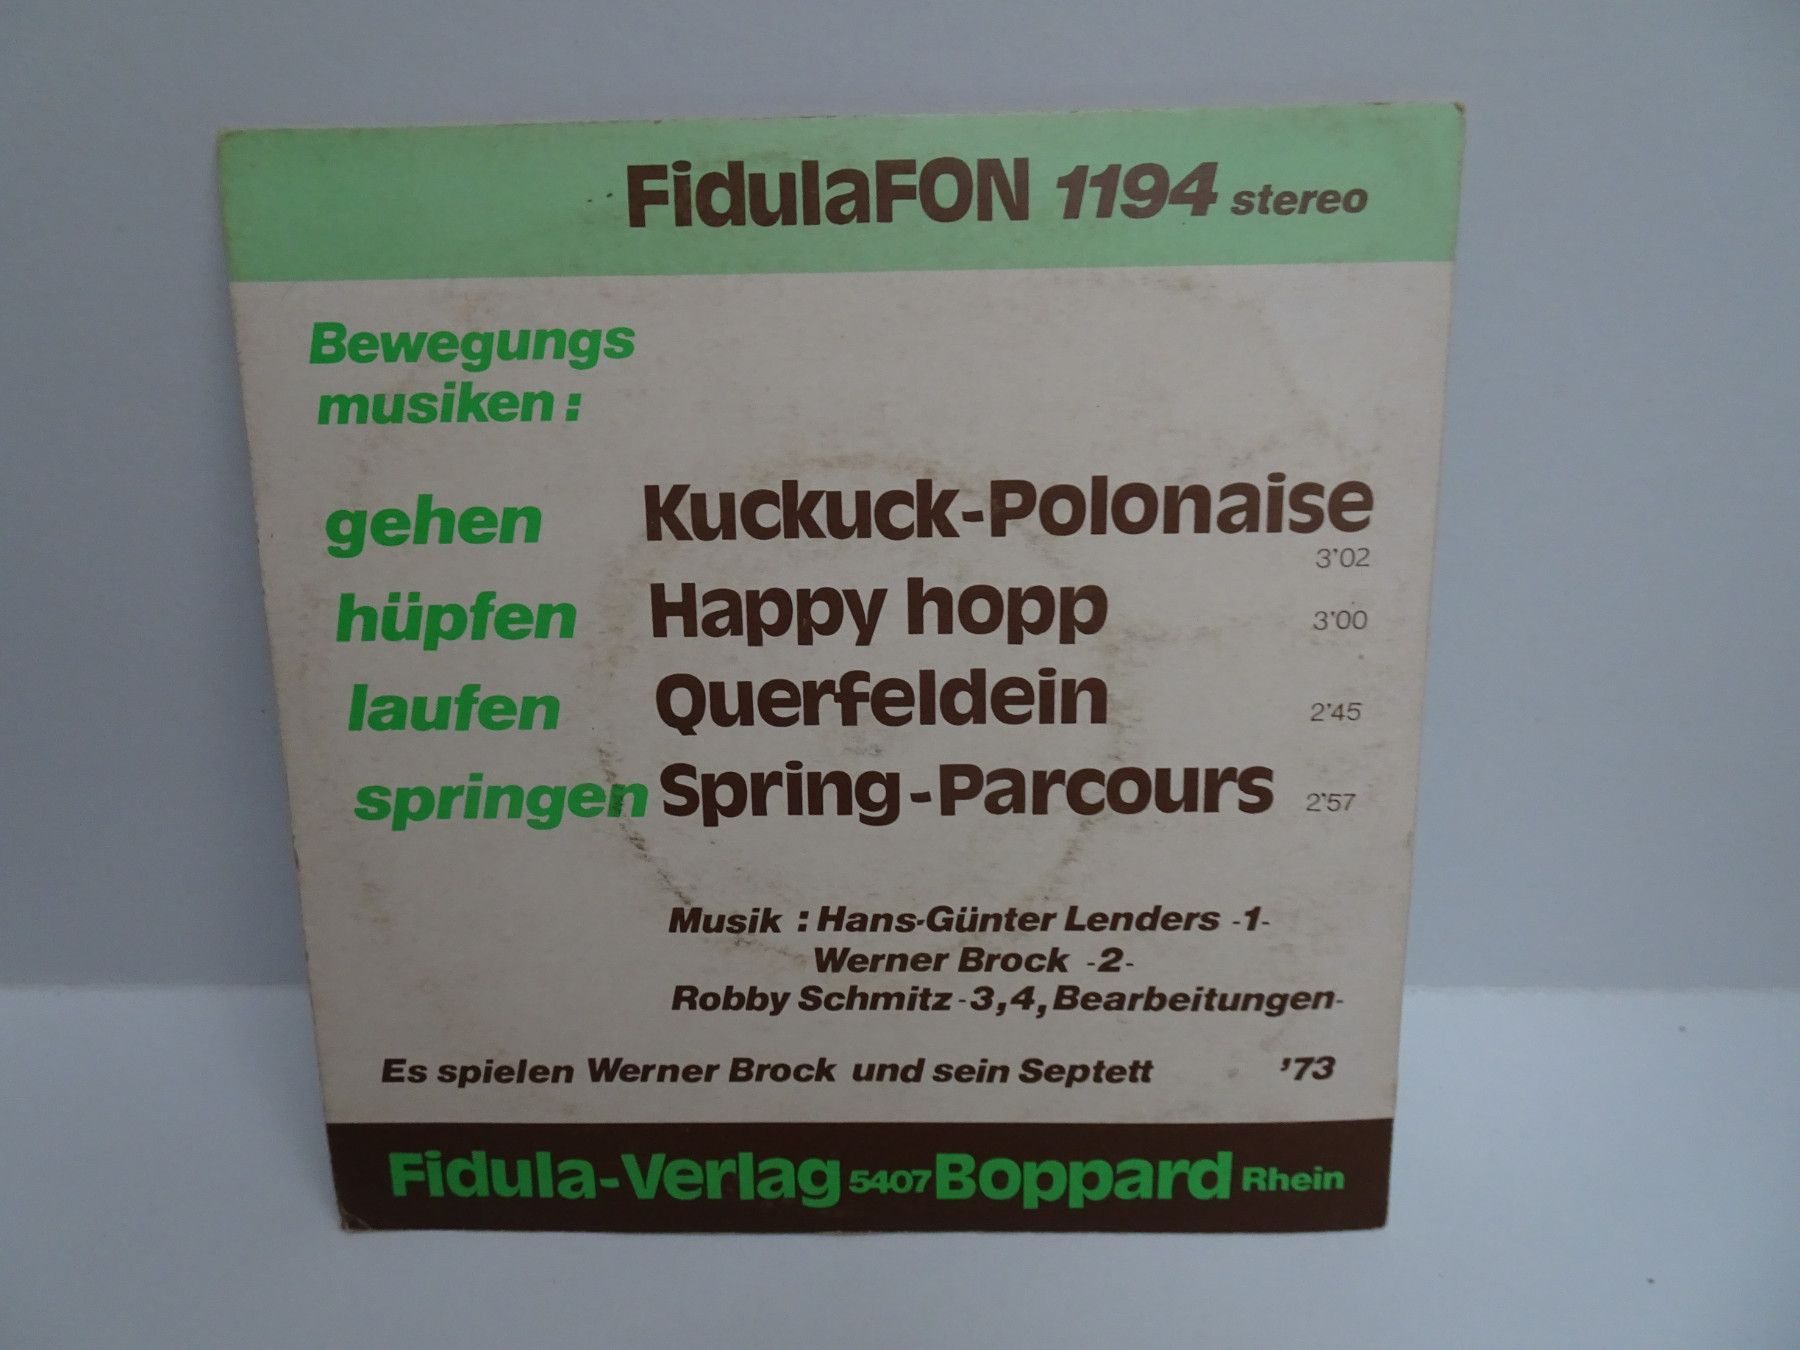 FidulaFON 1194 stereo
Bewegungs
musiken:
gehen Kuckuck-Polonaise
3'02
hüpfen Happy hopp 3'00
laufen Querfeldein 2'45
springen Spring-Parcours 2'57
Musik : Hans-Günter Lenders -1-
Werner Brock -2-
Robby Schmitz -3,4, Bearbeitungen-
Es spielen Werner Brock und sein Septett '73
Fidula-Verlag 5407 Boppard Rhein